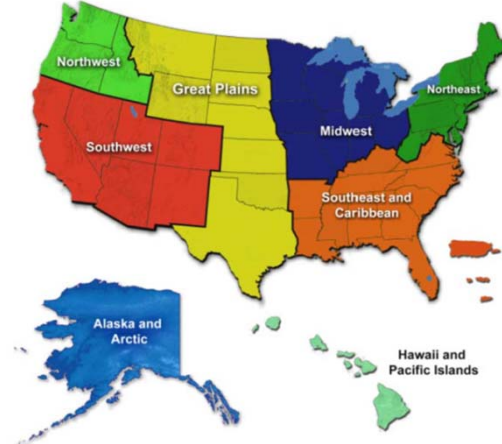 Northwest
Great Plains
Northeast
Midwest
Southwest
Southeast and
Caribbean
Alaska and
Arctic
Hawaii and
Pacific Islands